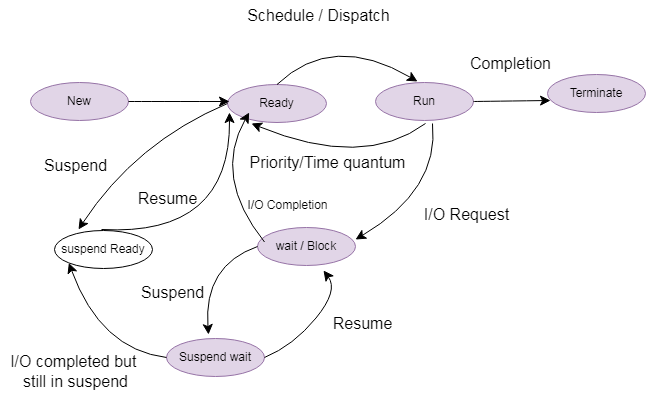 Schedule / Dispatch
Completion
New
Ready
Run
Terminate
Suspend
Priority/Time quantum
Resume
I/O Completion
I/O Request
suspend Ready
wait / Block
Suspend
Resume
I/O completed but
still in suspend
Suspend wait